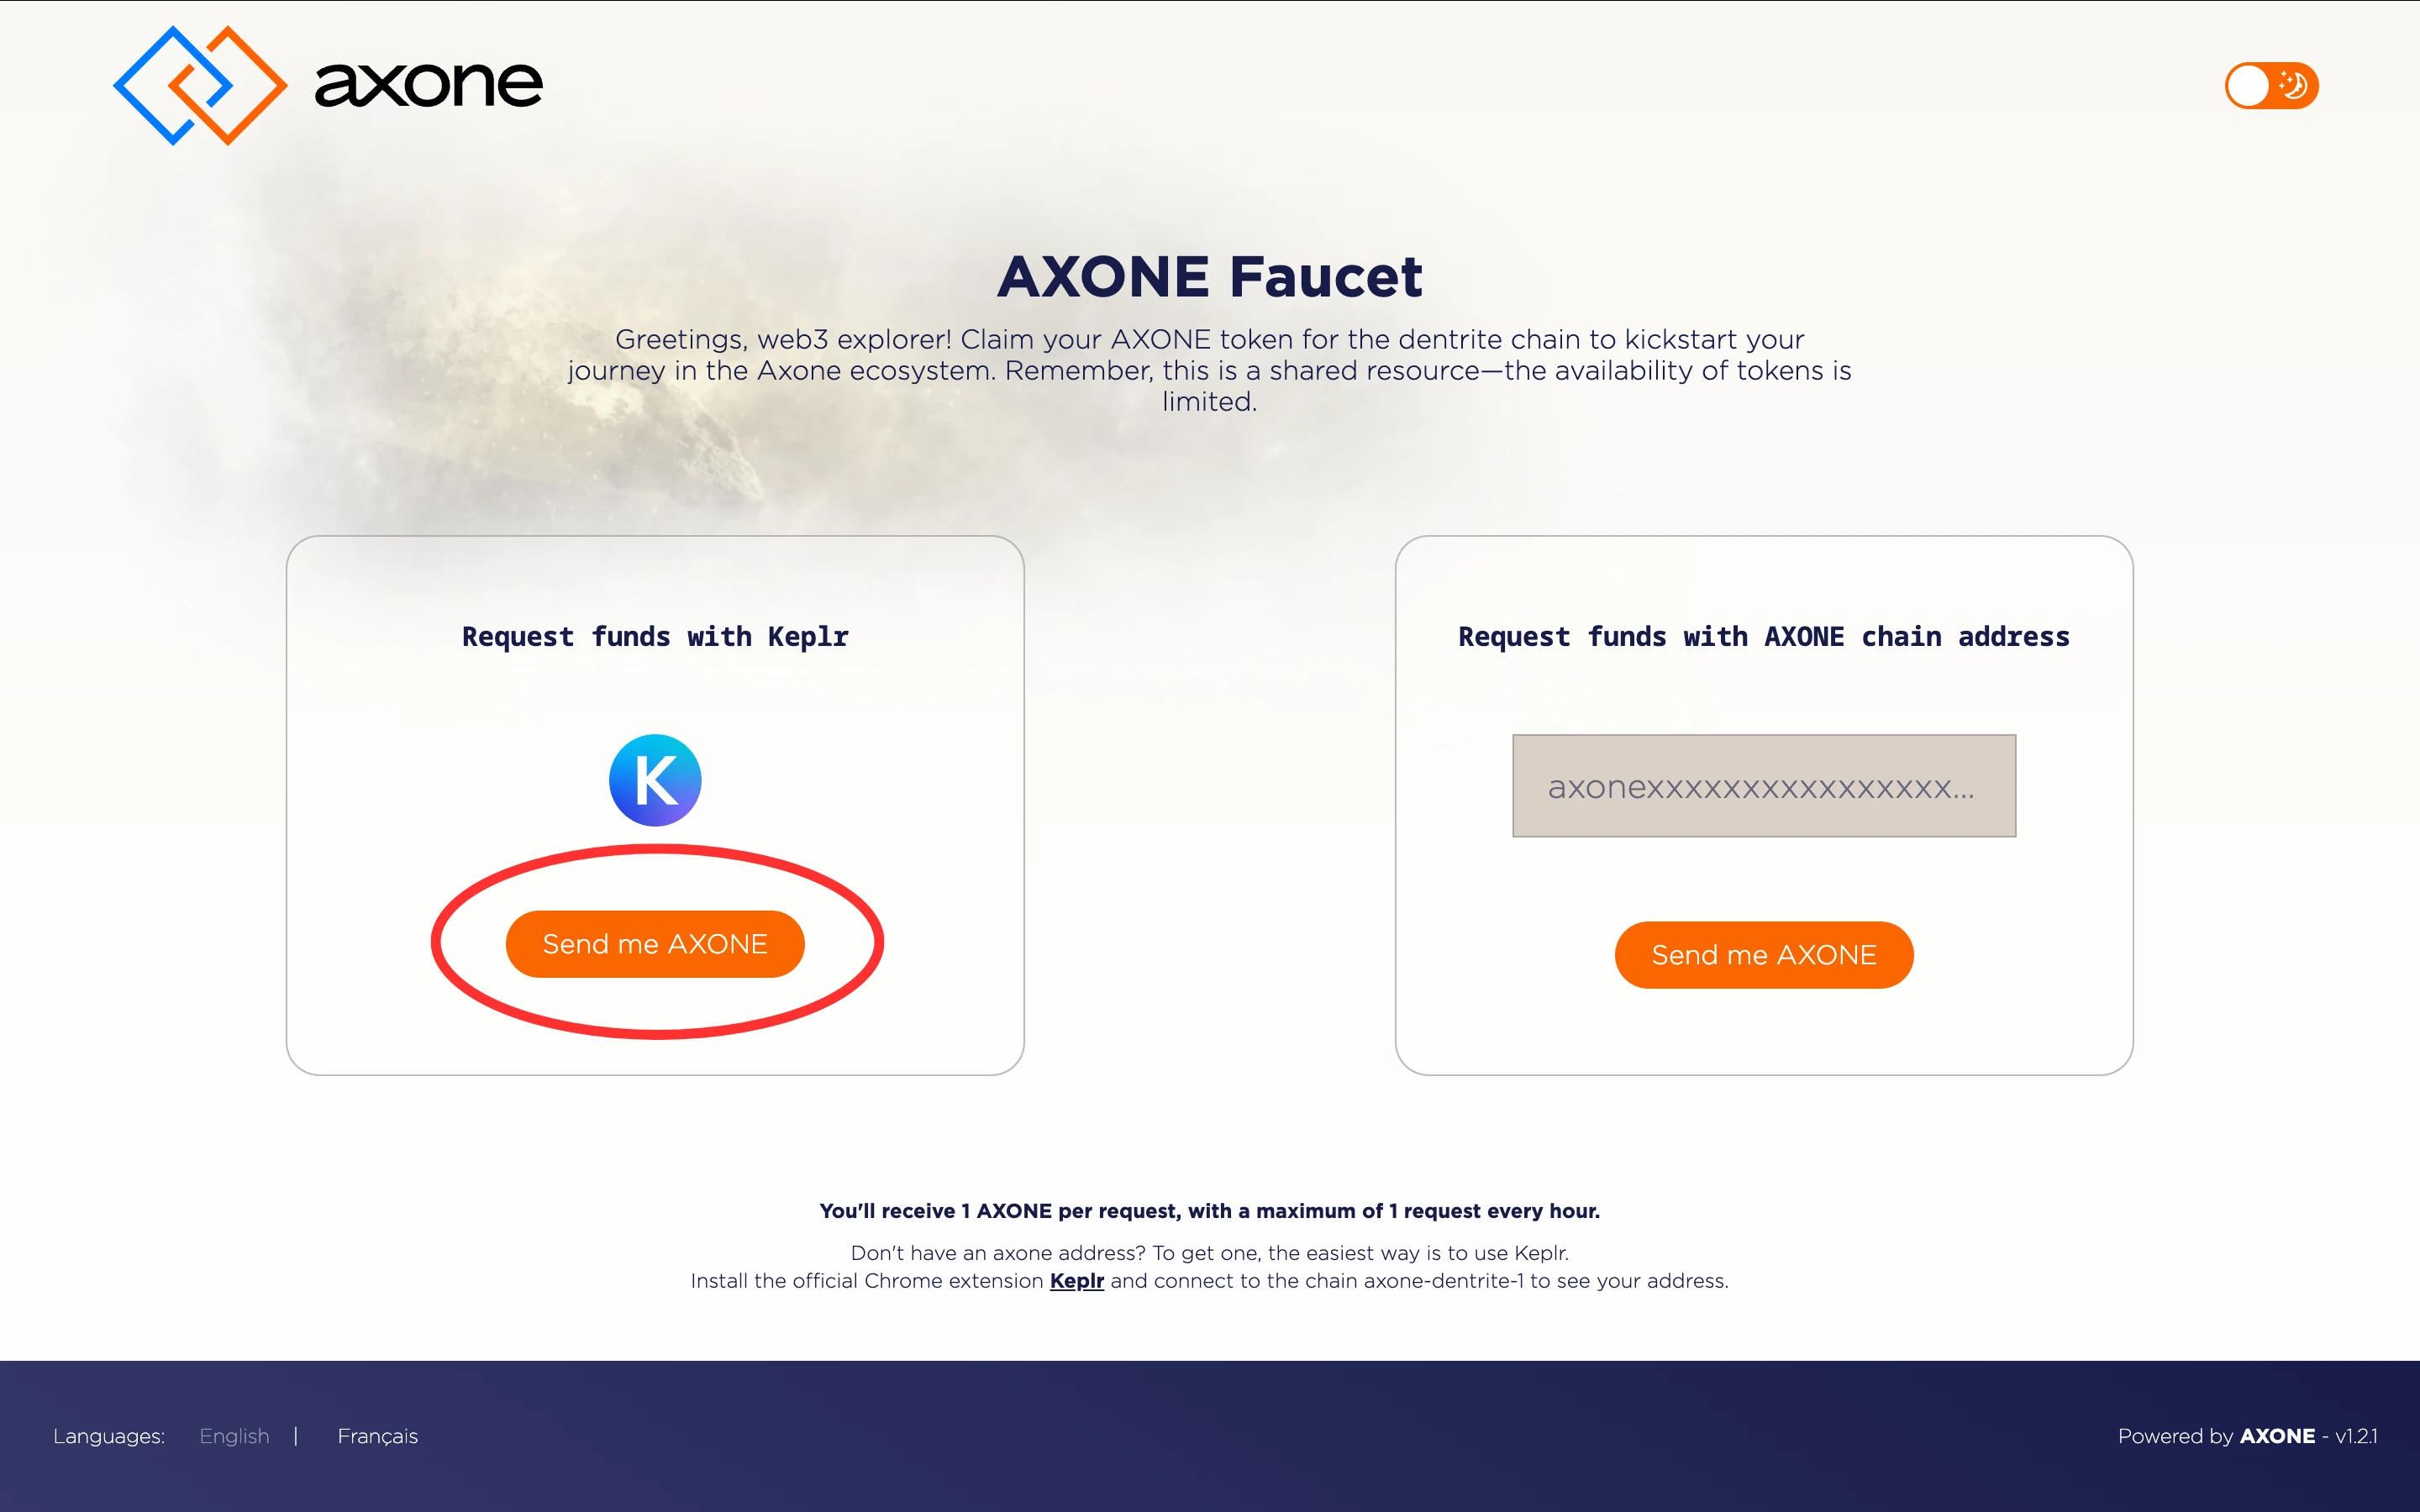 axone
AXONE Faucet
Greetings, web3 explorer! Claim your AXONE token for the dentrite chain to kickstart your
journey in the Axone ecosystem. Remember, this is a shared resource—the availability of tokens is
limited.
Request funds with Keplr
K
Send me AXONE
Request funds with AXONE chain address
axonexxxxxxxxxxxxxxxx...
Send me AXONE
You'll receive 1 AXONE per request, with a maximum of 1 request every hour.
Don't have an axone address? To get one, the easiest way is to use Keplr.
Install the official Chrome extension Keplr and connect to the chain axone-dentrite-1 to see your address.
Languages: English | Français
Powered by AXONE - v1.2.1